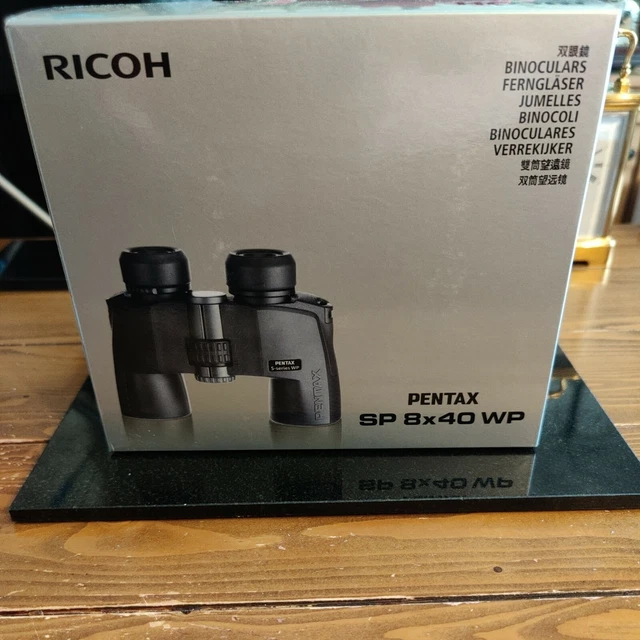 RICOH
双眼鏡
BINOCULARS
FERNGLÄSER
JUMELLES
BINOCOLI
BINOCULARES
VERREKIJKER
雙筒望遠鏡
双筒望远镜
PENTAX
S-series WP
PENTAX
PENTAX
SP 8x40 WP